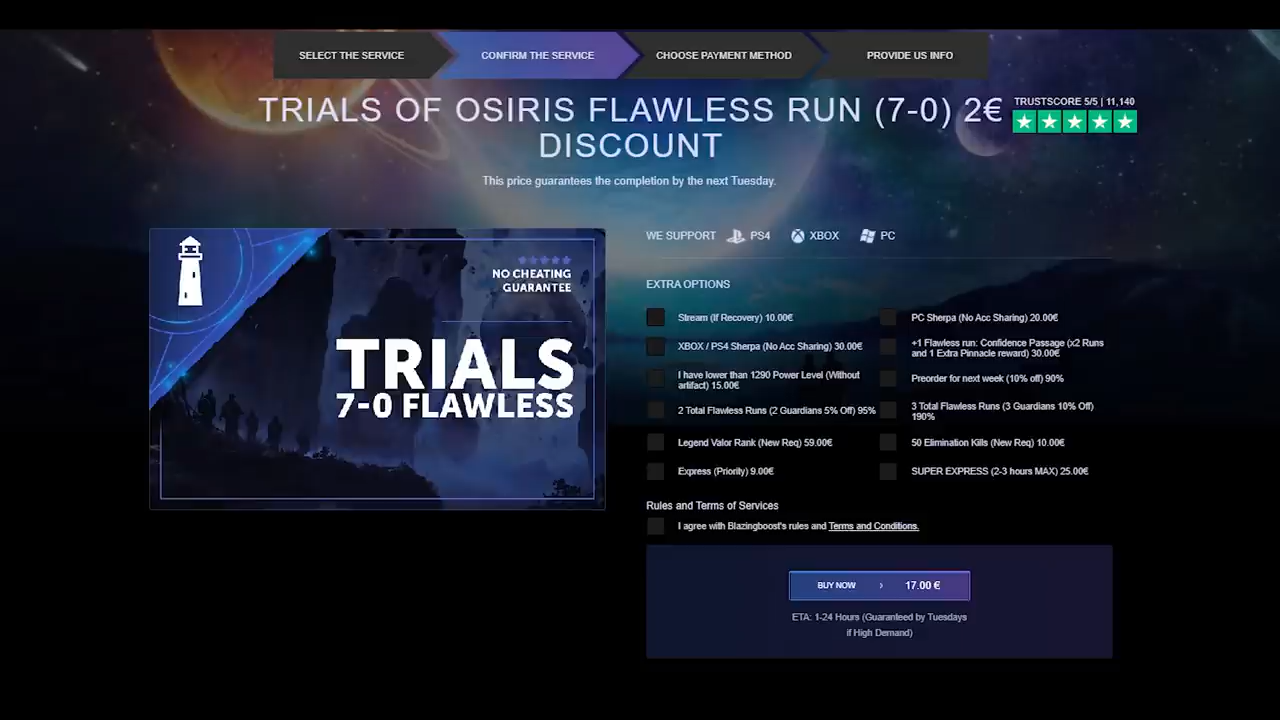 SELECT THE SERVICE
CONFIRM THE SERVICE
CHOOSE PAYMENT METHOD
PROVIDE US INFO
TRIALS OF OSIRIS FLAWLESS RUN (7-0) 2€
DISCOUNT
TRUSTSCORE 5/5 | 11,140
This price guarantees the completion by the next Tuesday.
NO CHEATING
GUARANTEE
TRIALS
7-0 FLAWLESS
WE SUPPORT PS4 XBOX PC
EXTRA OPTIONS
Stream (If Recovery) 10.00€
PC Sherpa (No Acc Sharing) 20.00€
XBOX / PS4 Sherpa (No Acc Sharing) 30.00€
+1 Flawless run: Confidence Passage (x2 Runs
and 1 Extra Pinnacle reward) 30.00€
I have lower than 1290 Power Level (Without
artifact) 15.00€
Preorder for next week (10% off) 90%
2 Total Flawless Runs (2 Guardians 5% Off) 95%
3 Total Flawless Runs (3 Guardians 10% Off)
190%
Legend Valor Rank (New Req) 59.00€
50 Elimination Kills (New Req) 10.00€
Express (Priority) 9.00€
SUPER EXPRESS (2-3 hours MAX) 25.00€
Rules and Terms of Services
I agree with Blazingboost's rules and Terms and Conditions.
BUY NOW › 17.00 €
ETA: 1-24 Hours (Guaranteed by Tuesdays
if High Demand)